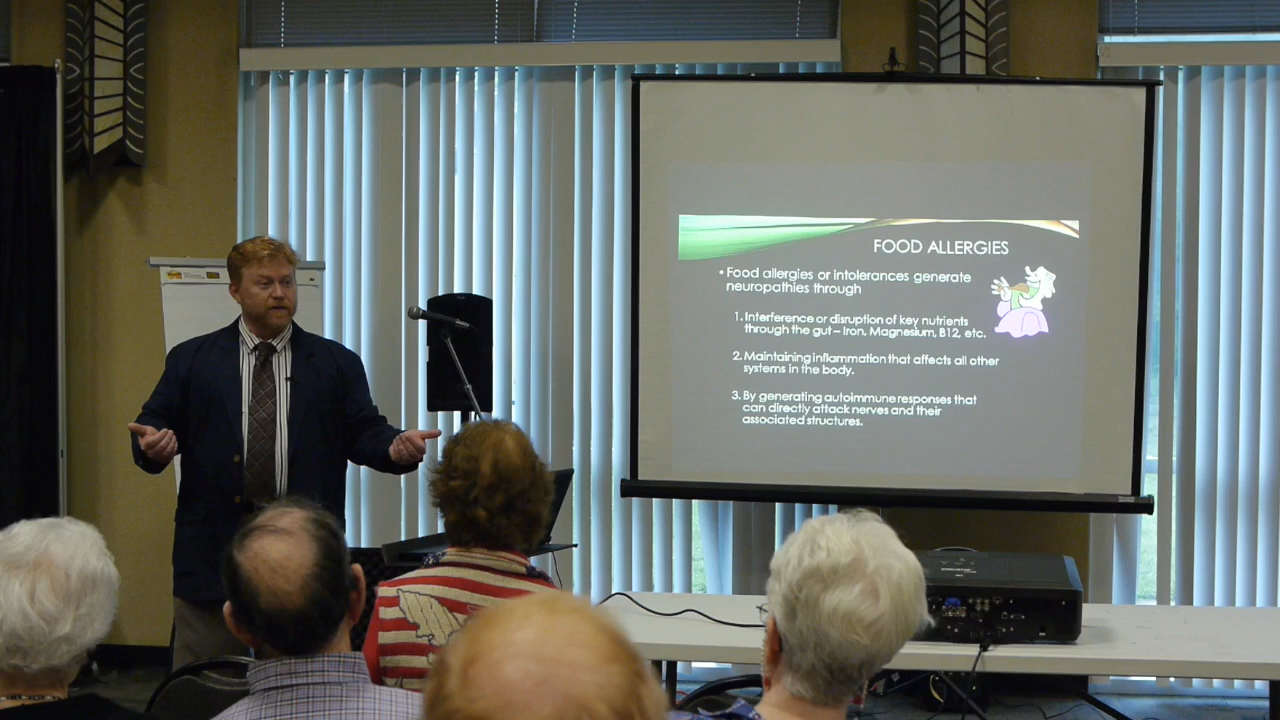 FOOD ALLERGIES
• Food allergies or intolerances generate
neuropathies through
1. Interference or disruption of key nutrients
through the gut – Iron, Magnesium, B12, etc.
2. Maintaining inflammation that affects all other
systems in the body.
3. By generating autoimmune responses that
can directly attack nerves and their
associated structures.